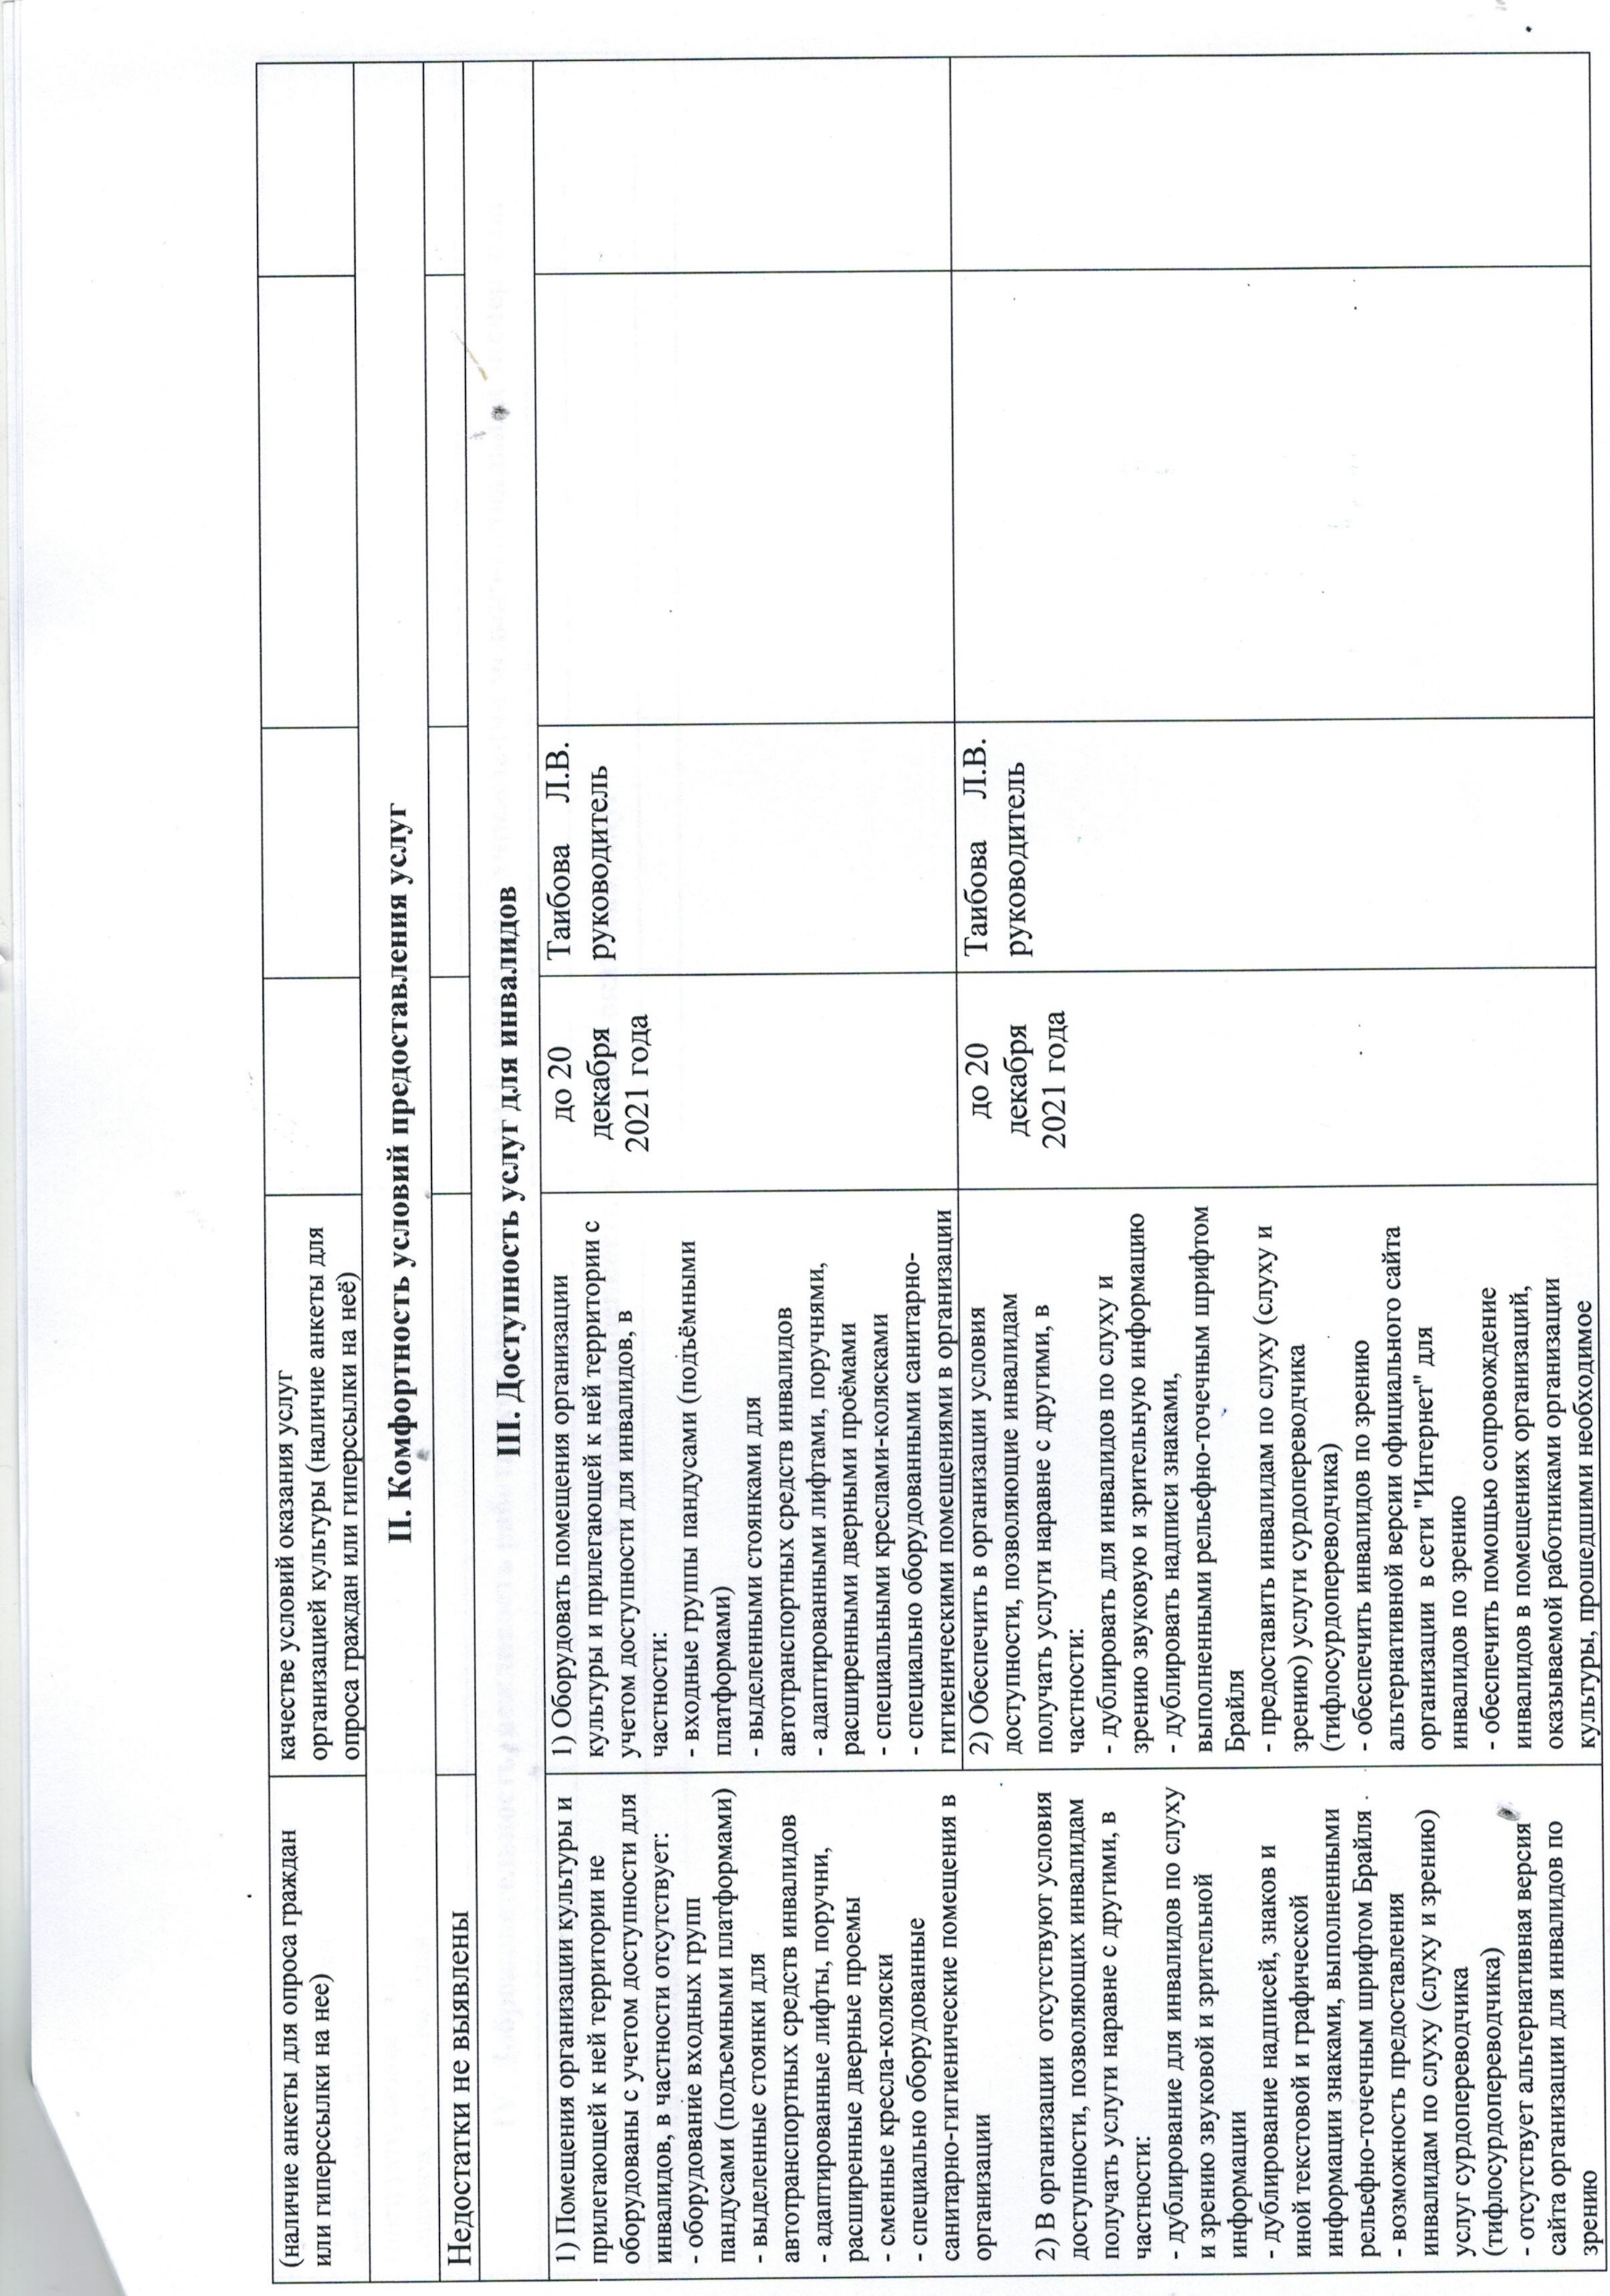 (наличие анкеты для опроса граждан
или гиперссылки на нее)
качестве условий оказания услуг
организацией культуры (наличие анкеты для
опроса граждан или гиперссылки на неё)
II. Комфортность условий предоставления услуг
Недостатки не выявлены
III. Доступность услуг для инвалидов
1) Помещения организации культуры и
прилегающей к ней территории не
оборудованы с учетом доступности для
инвалидов, в частности отсутствует:
- оборудование входных групп
пандусами (подъемными платформами)
- выделенные стоянки для
автотранспортных средств инвалидов
- адаптированные лифты, поручни,
расширенные дверные проемы
- сменные кресла-коляски
- специально оборудованные
санитарно-гигиенические помещения в
организации
1) Оборудовать помещения организации
культуры и прилегающей к ней территории с
учетом доступности для инвалидов, в
частности:
- входные группы пандусами (подъёмными
платформами)
- выделенными стоянками для
автотранспортных средств инвалидов
- адаптированными лифтами, поручнями,
расширенными дверными проёмами
- специальными креслами-колясками
- специально оборудованными санитарно-
гигиеническими помещениями в организации
до 20
декабря
2021 года
Таибова Л.В.
руководитель
2) В организации отсутствуют условия
доступности, позволяющих инвалидам
получать услуги наравне с другими, в
частности:
- дублирование для инвалидов по слуху
и зрению звуковой и зрительной
информации
- дублирование надписей, знаков и
иной текстовой и графической
информации знаками, выполненными
рельефно-точечным шрифтом Брайля
- возможность предоставления
инвалидам по слуху (слуху и зрению)
услуг сурдопереводчика
(тифлосурдопереводчика)
- отсутствует альтернативная версия
сайта организации для инвалидов по
зрению
2) Обеспечить в организации условия
доступности, позволяющие инвалидам
получать услуги наравне с другими, в
частности:
- дублировать для инвалидов по слуху и
зрению звуковую и зрительную информацию
- дублировать надписи знаками,
выполненными рельефно-точечным шрифтом
Брайля
- предоставить инвалидам по слуху (слуху и
зрению) услуги сурдопереводчика
(тифлосурдопереводчика)
- обеспечить инвалидов по зрению
альтернативной версии официального сайта
организации в сети "Интернет" для
инвалидов по зрению
- обеспечить помощью сопровождение
инвалидов в помещениях организаций,
оказываемой работниками организации
культуры, прошедшими необходимое
до 20
декабря
2021 года
Таибова Л.В.
руководитель